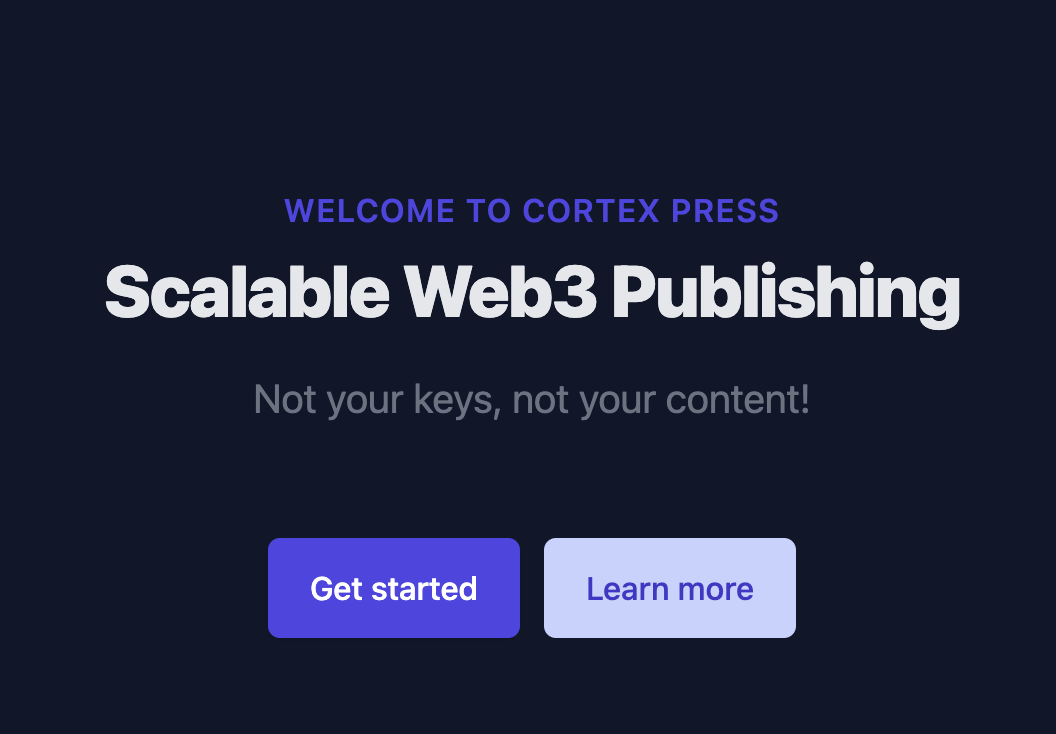 WELCOME TO CORTEX PRESS
Scalable Web3 Publishing
Not your keys, not your content!
Get started
Learn more